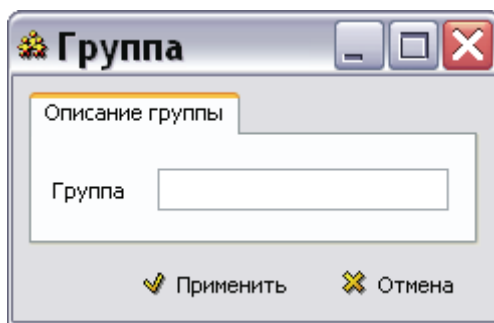 Группа
Описание группы
Группа
Применить Отмена